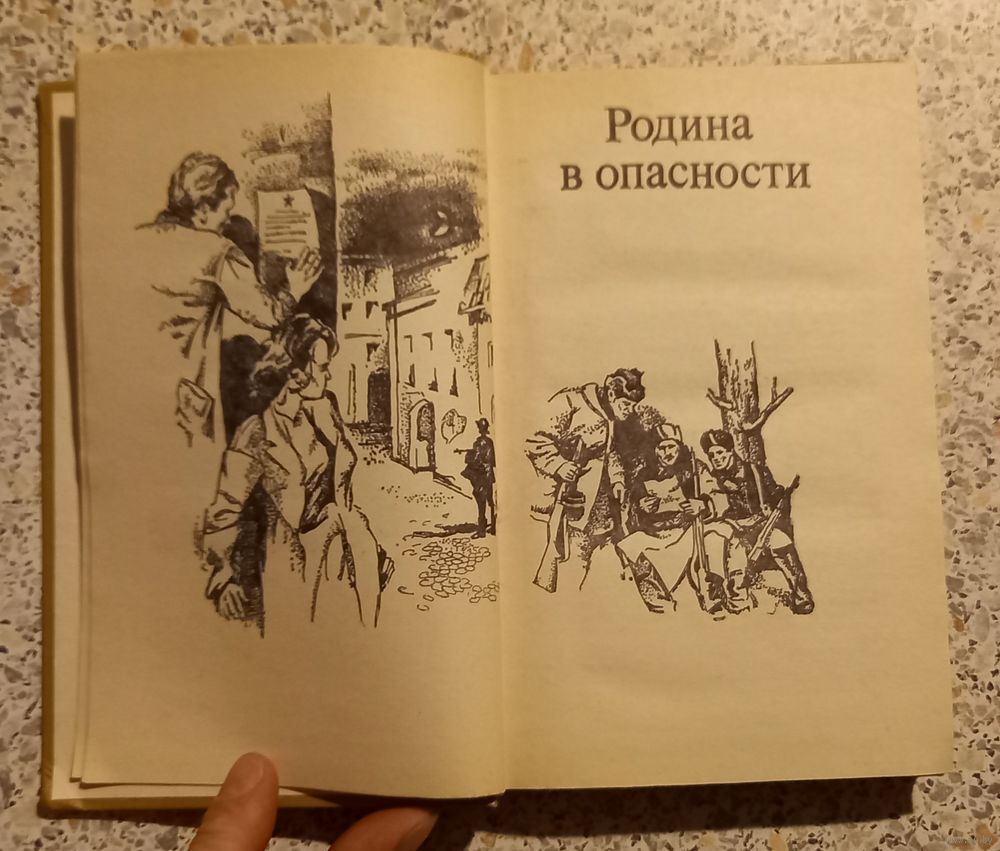 Родина
в опасности